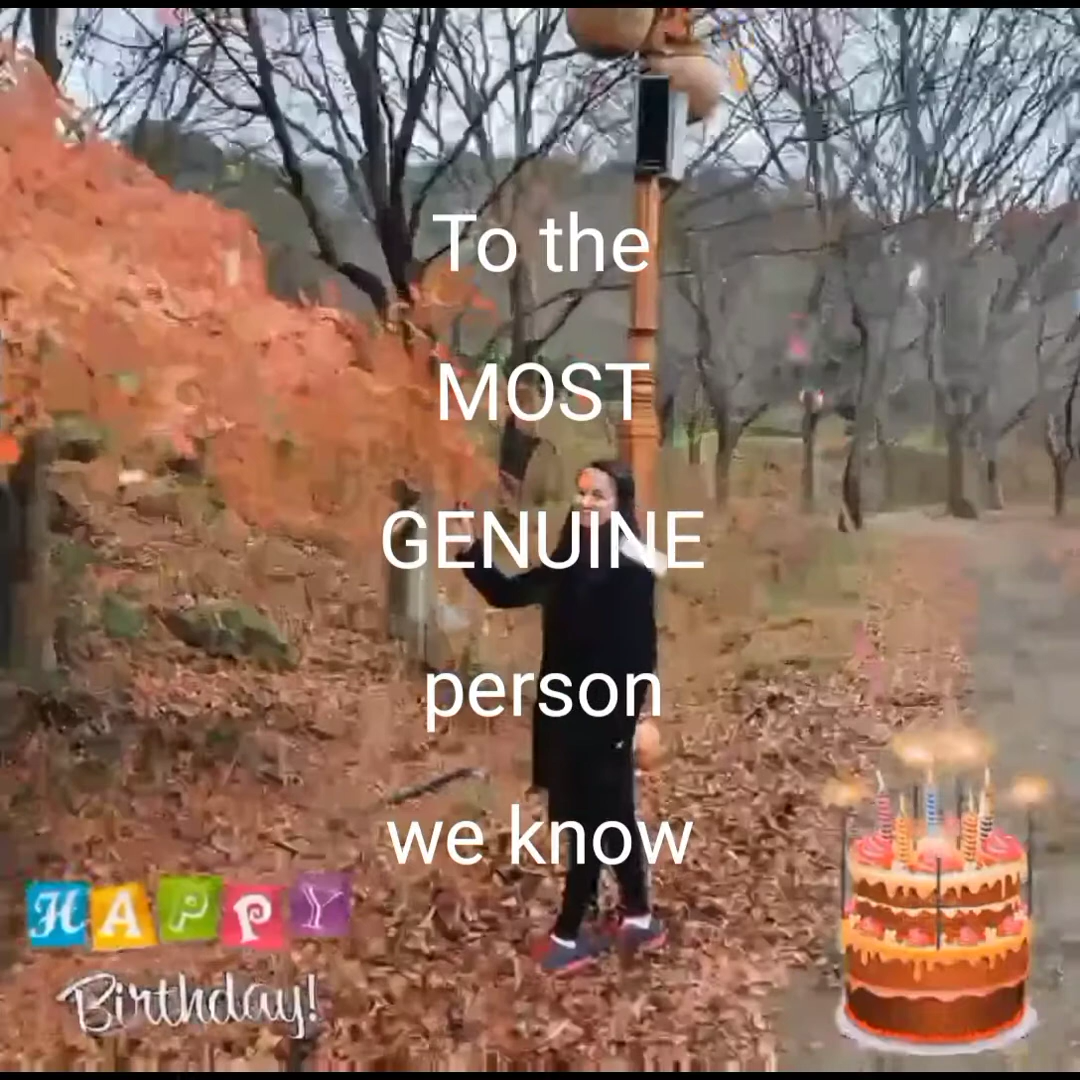 To the
MOST
GENUINE
person
we know
HAPPY
Birthday!